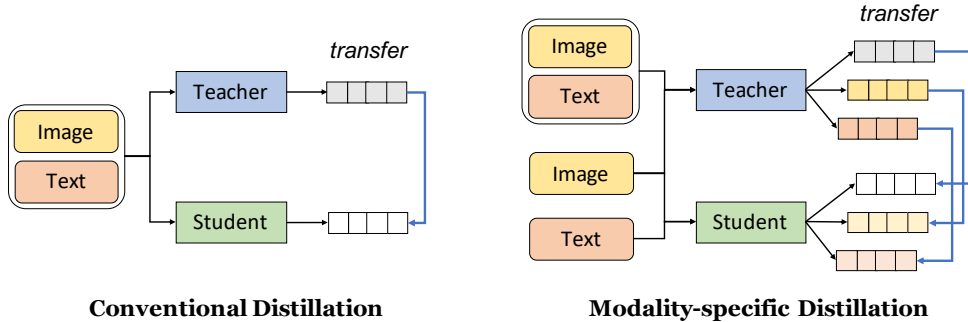 transfer
Teacher
Image
Text
Student
Conventional Distillation
transfer
Image
Text
Teacher
Image
Text
Student
Modality-specific Distillation